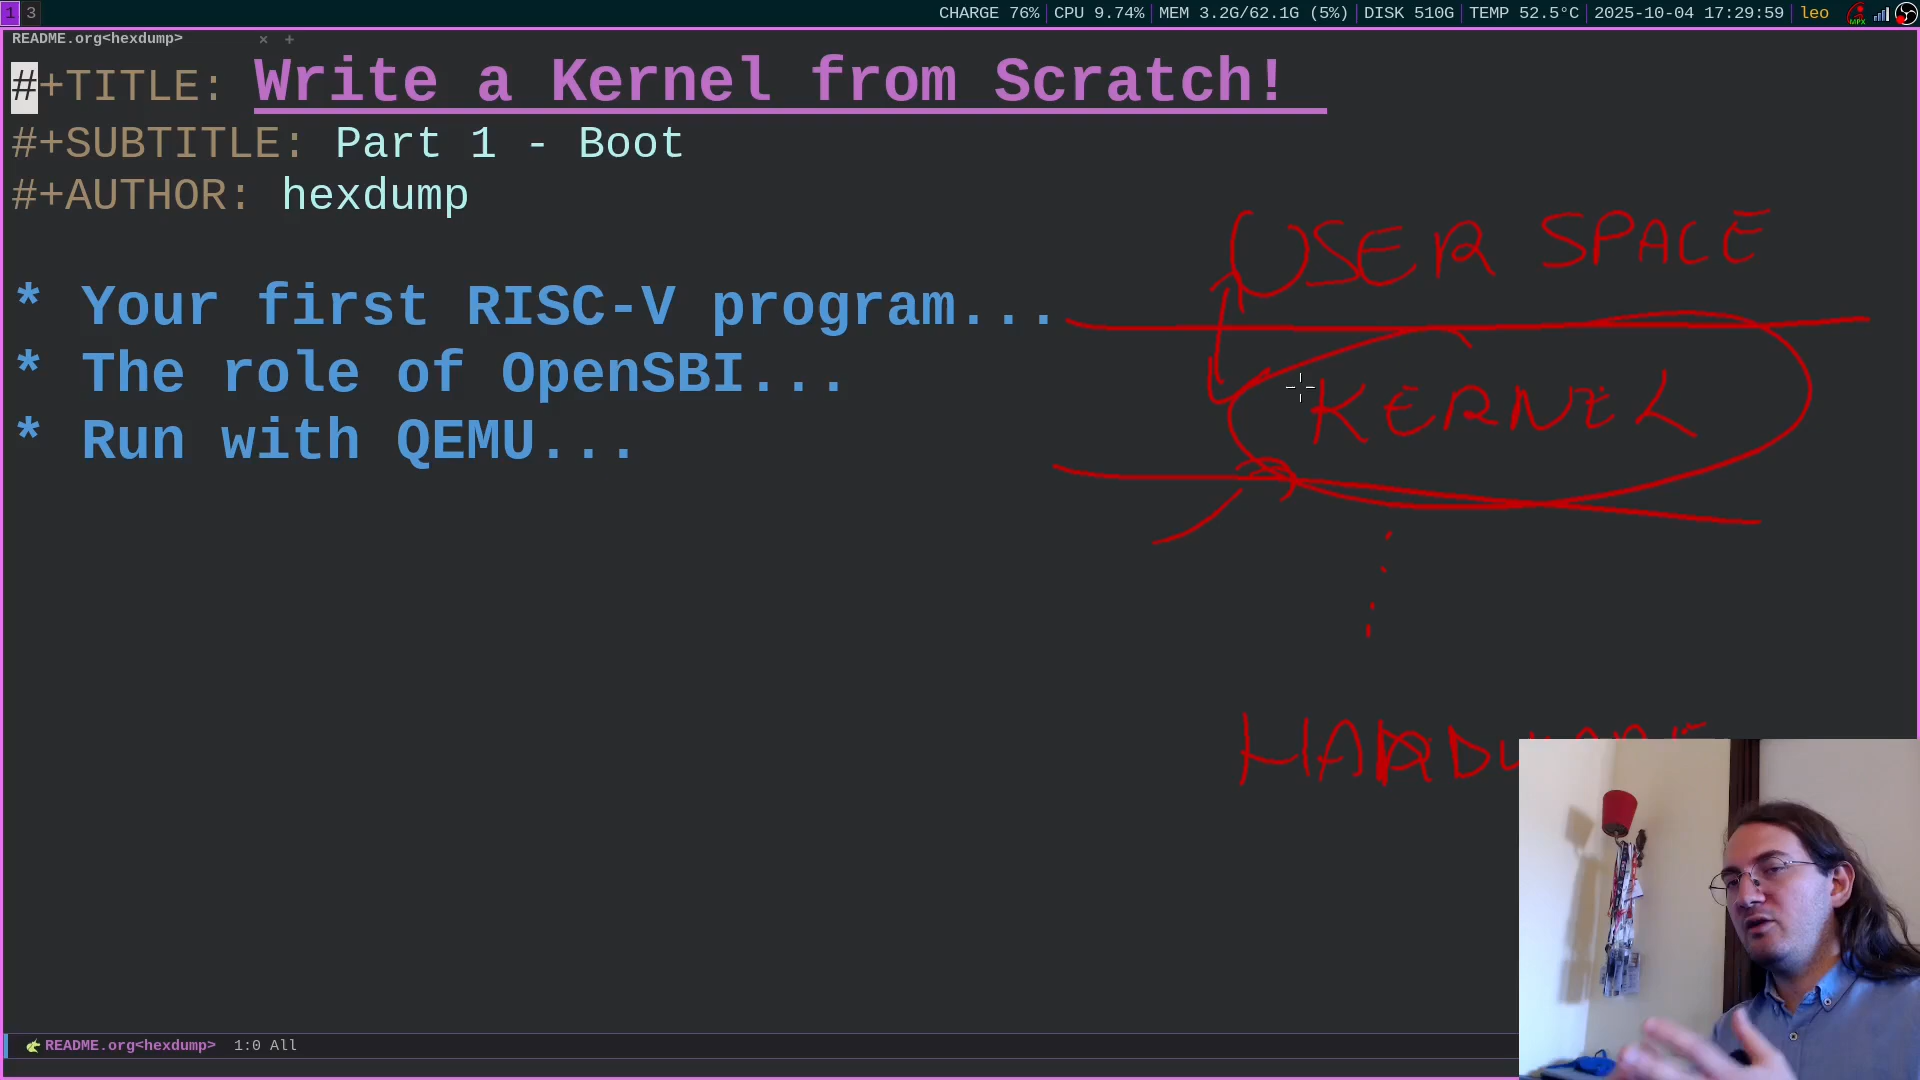 1 3 CHARGE 76% CPU 9.74% MEM 3.2G/62.1G (5%) DISK 510G TEMP 52.5°C 2025-10-04 17:29:59 leo
README.org<hexdump> × +
#+TITLE: Write a Kernel from Scratch!
#+SUBTITLE: Part 1 - Boot
#+AUTHOR: hexdump
USER SPACE
* Your first RISC-V program...
* The role of OpenSBI...
KERNEL
* Run with QEMU...
README.org<hexdump> 1:0 All